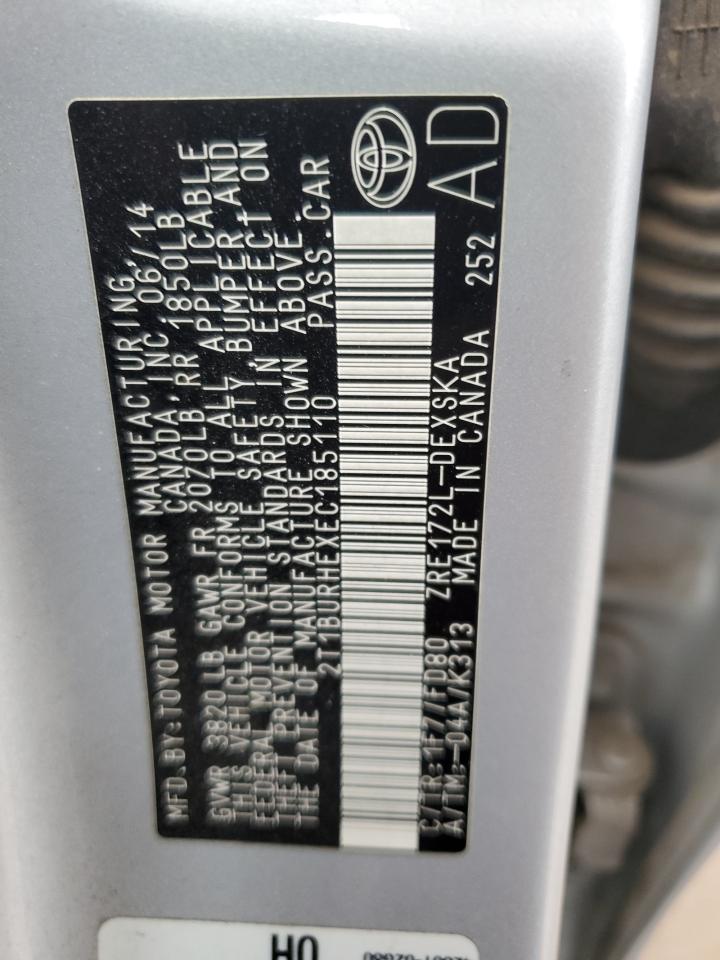 MFD. BY: TOYOTA MOTOR MANUFACTURING
CANADA, INC 06/14
GVWR 3820 LB GAWR FR 2070LB, RR 1850LB
THIS VEHICLE CONFORMS TO ALL APPLICABLE
FEDERAL MOTOR VEHICLE SAFETY, BUMPER, AND
THEFT PREVENTION STANDARDS IN EFFECT ON
THE DATE OF MANUFACTURE SHOWN ABOVE.
2T1BURHEXEC185110 PASS.CAR
C/TR: 1F7/FD80 ZRE172L-DEXSKA
A/TM: -04A/K313 MADE IN CANADA 252
AD
HO